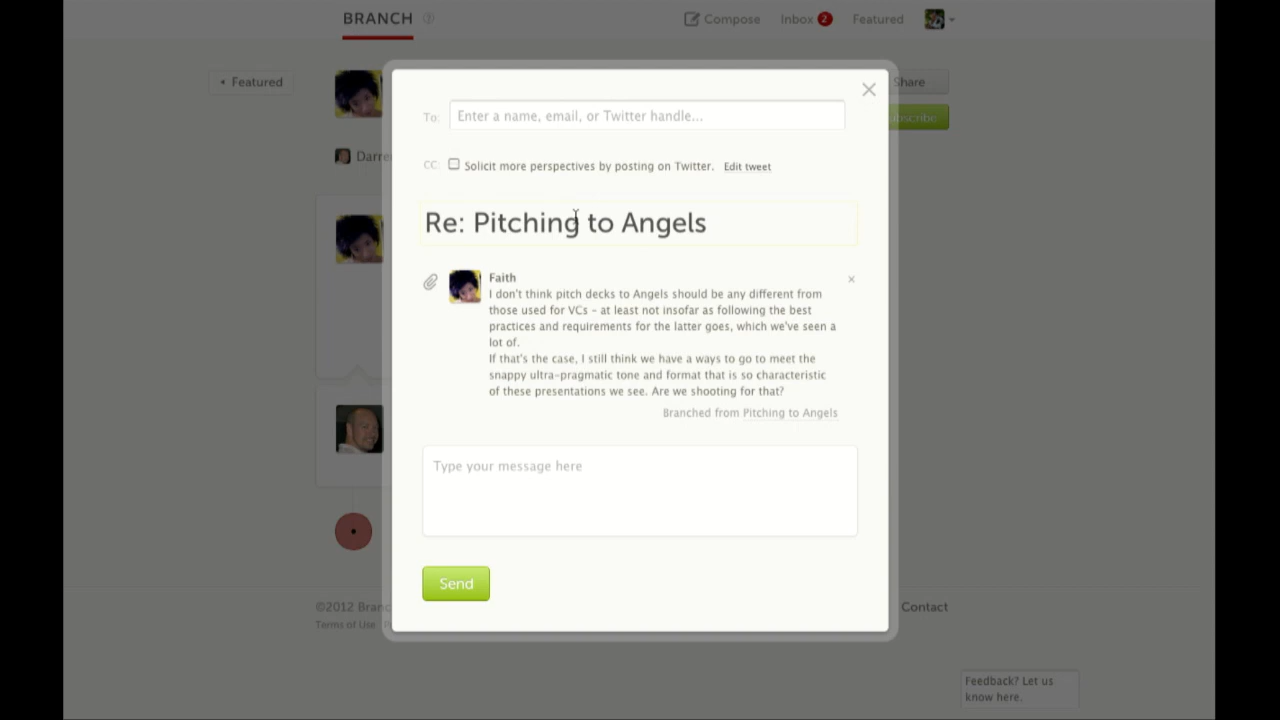 BRANCH
Compose
Inbox 2
Featured
Featured
Share
Darre
To:
Enter a name, email, or Twitter handle...
CC:
Solicit more perspectives by posting on Twitter. Edit tweet
Re: Pitching to Angels
Faith
I don't think pitch decks to Angels should be any different from
those used for VCs – at least not insofar as following the best
practices and requirements for the latter goes, which we've seen a
lot of.
If that's the case, I still think we have a ways to go to meet the
snappy ultra-pragmatic tone and format that is so characteristic
of these presentations we see. Are we shooting for that?
Branched from Pitching to Angels
Type your message here
Send
©2012 Branc
Contact
Terms of Use
Feedback? Let us
know here.